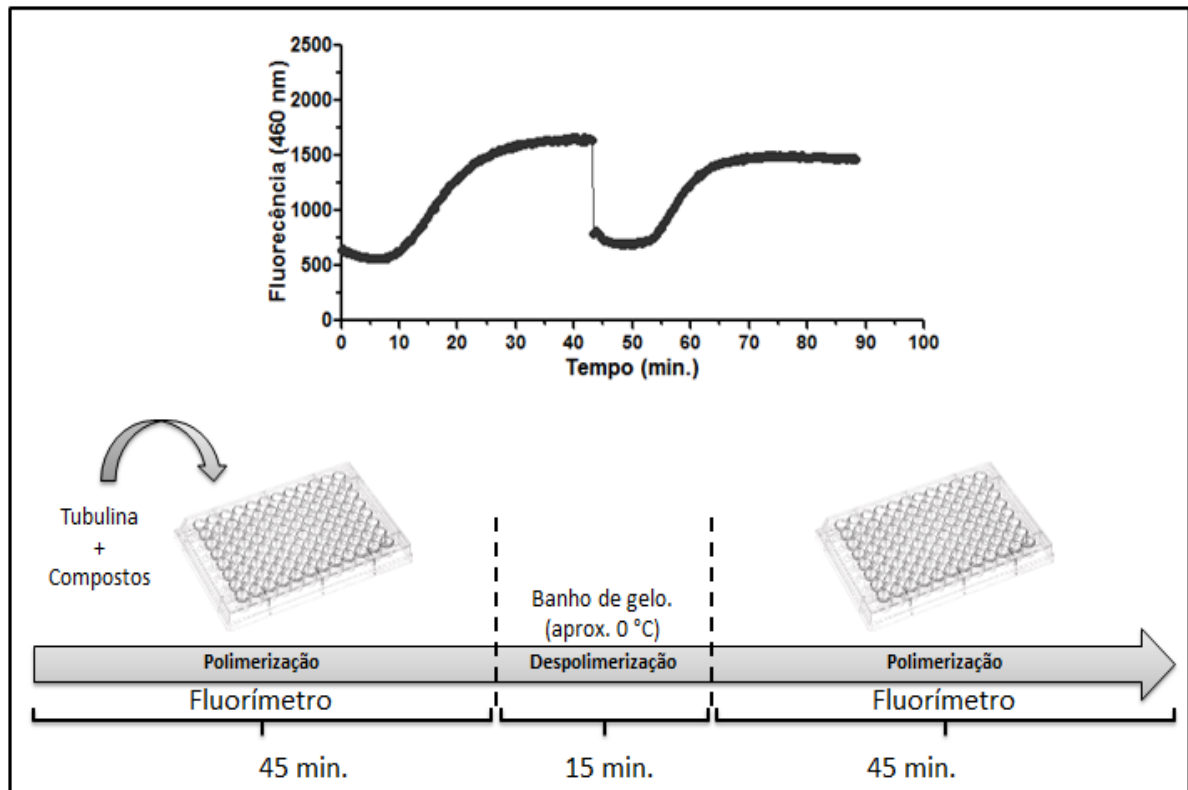 2500
2000
1500
1000
500
0
Fluorecência (460 nm)
0 10 20 30 40 50 60 70 80 90 100
Tempo (min.)
Tubulina
+
Compostos
Banho de gelo.
(aprox. 0 °C)
Polimerização
Despolimerização
Polimerização
Fluorímetro
Fluorímetro
45 min.
15 min.
45 min.